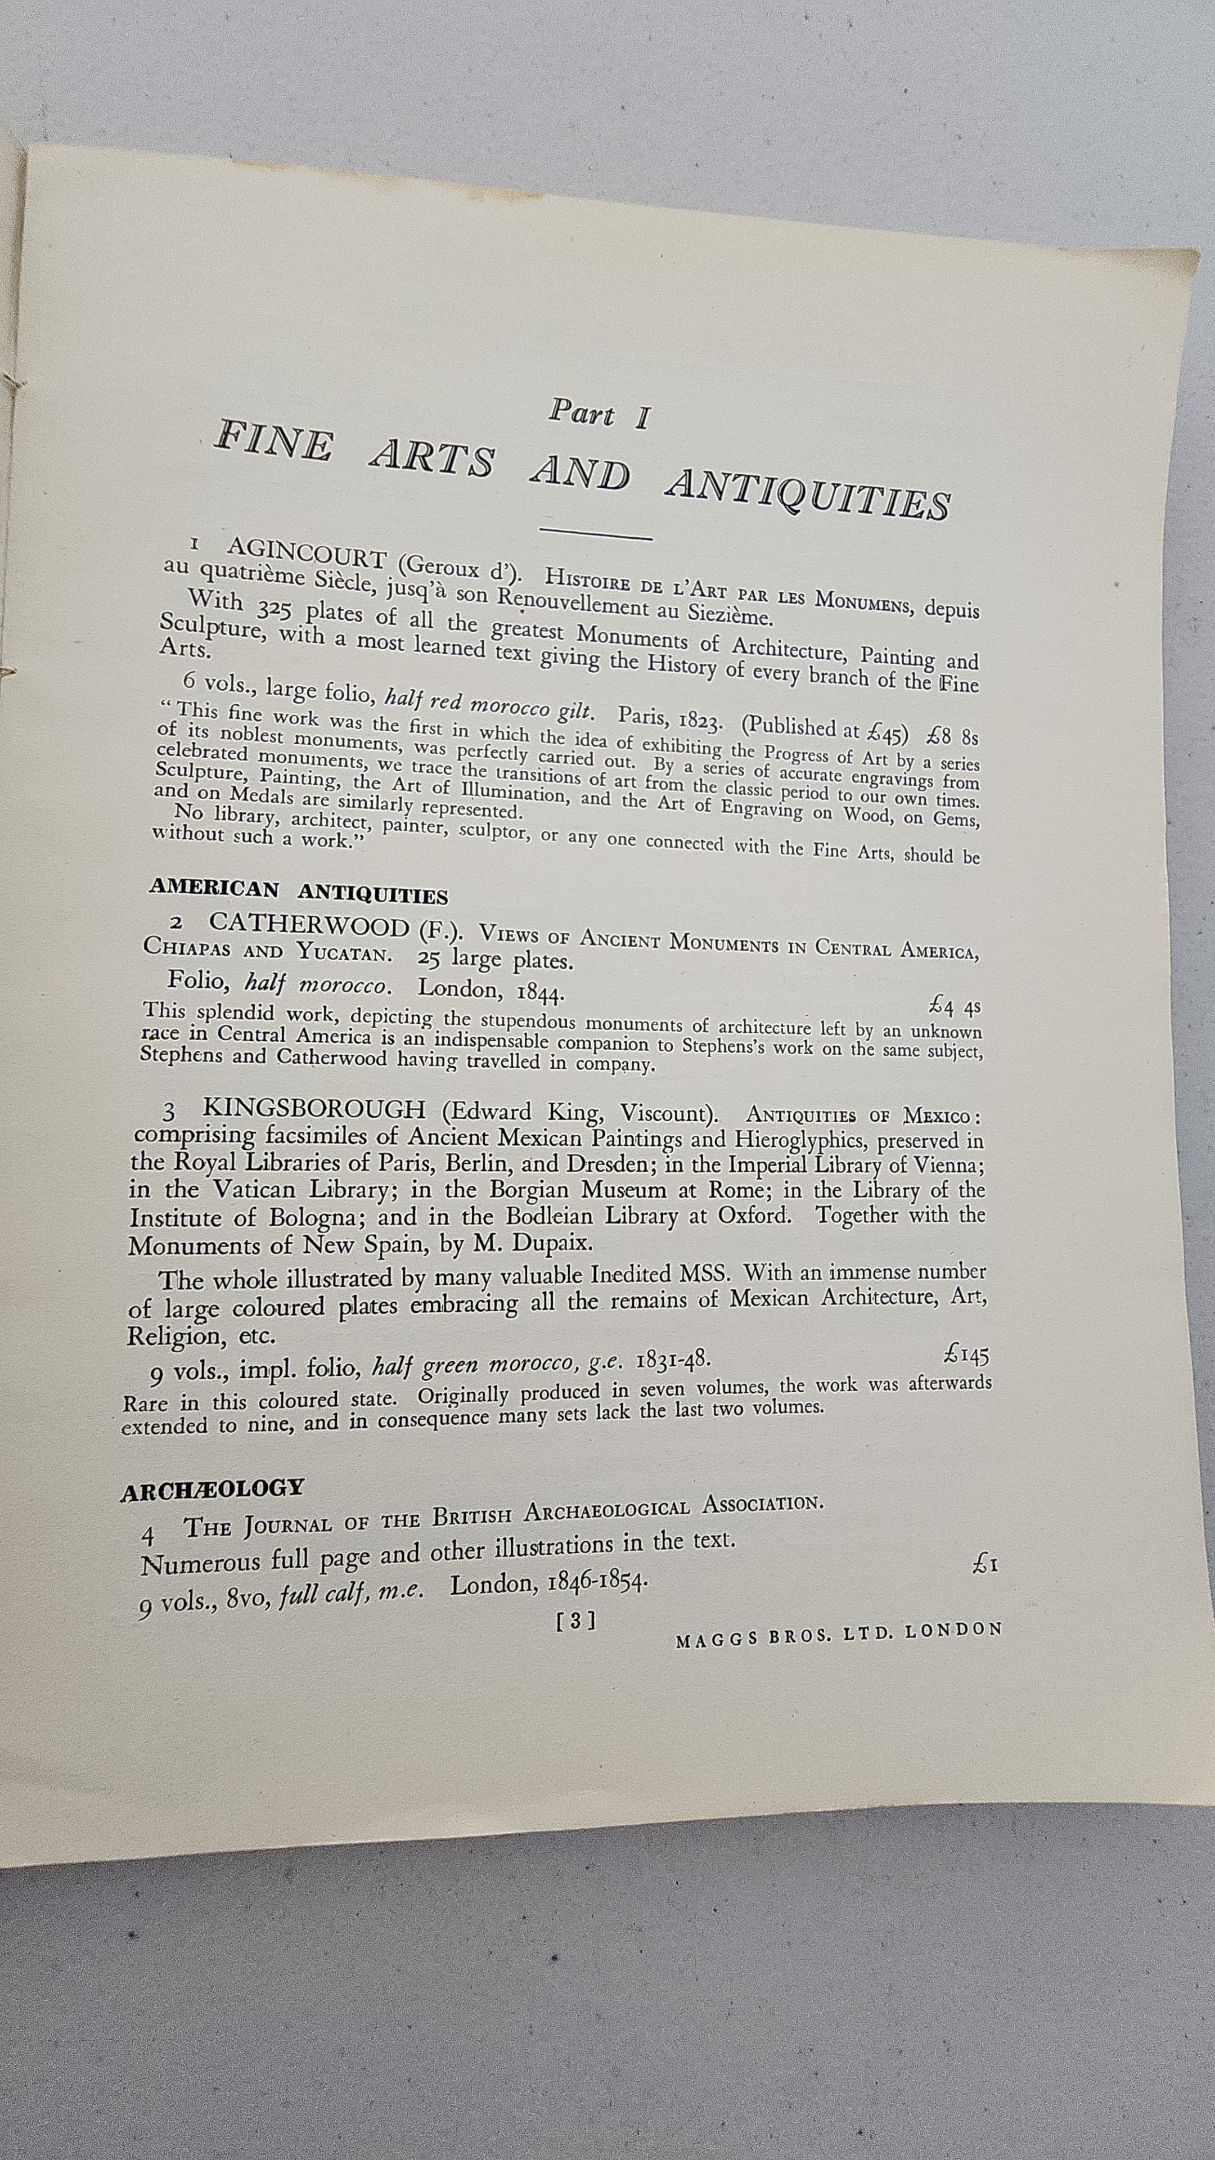 Part I
FINE ARTS AND ANTIQUITIES
1 AGINCOURT (Geroux d'). Histoire de l'Art par les Monumens, depuis
au quatrième Siècle, jusq'à son Renouvellement au Siezième.
With 325 plates of all the greatest Monuments of Architecture, Painting and
Sculpture, with a most learned text giving the History of every branch of the Fine
Arts.
6 vols., large folio, half red morocco gilt. Paris, 1823. (Published at £45) £8 8s
“This fine work was the first in which the idea of exhibiting the Progress of Art by a series
of its noblest monuments, was perfectly carried out. By a series of accurate engravings from
celebrated monuments, we trace the transitions of art from the classic period to our own times.
Sculpture, Painting, the Art of Illumination, and the Art of Engraving on Wood, on Gems,
and on Medals are similarly represented.
No library, architect, painter, sculptor, or any one connected with the Fine Arts, should be
without such a work.”
AMERICAN ANTIQUITIES
2 CATHERWOOD (F.). Views of Ancient Monuments in Central America,
Chiapas and Yucatan. 25 large plates.
Folio, half morocco. London, 1844. £4 4s
This splendid work, depicting the stupendous monuments of architecture left by an unknown
race in Central America is an indispensable companion to Stephens's work on the same subject,
Stephens and Catherwood having travelled in company.
3 KINGSBOROUGH (Edward King, Viscount). Antiquities of Mexico:
comprising facsimiles of Ancient Mexican Paintings and Hieroglyphics, preserved in
the Royal Libraries of Paris, Berlin, and Dresden; in the Imperial Library of Vienna;
in the Vatican Library; in the Borgian Museum at Rome; in the Library of the
Institute of Bologna; and in the Bodleian Library at Oxford. Together with the
Monuments of New Spain, by M. Dupaix.
The whole illustrated by many valuable Inedited MSS. With an immense number
of large coloured plates embracing all the remains of Mexican Architecture, Art,
Religion, etc.
9 vols., impl. folio, half green morocco, g.e. 1831-48. £145
Rare in this coloured state. Originally produced in seven volumes, the work was afterwards
extended to nine, and in consequence many sets lack the last two volumes.
ARCHÆOLOGY
4 The Journal of the British Archaeological Association.
Numerous full page and other illustrations in the text.
9 vols., 8vo, full calf, m.e. London, 1846-1854. £1
[3]
MAGGS BROS. LTD. LONDON